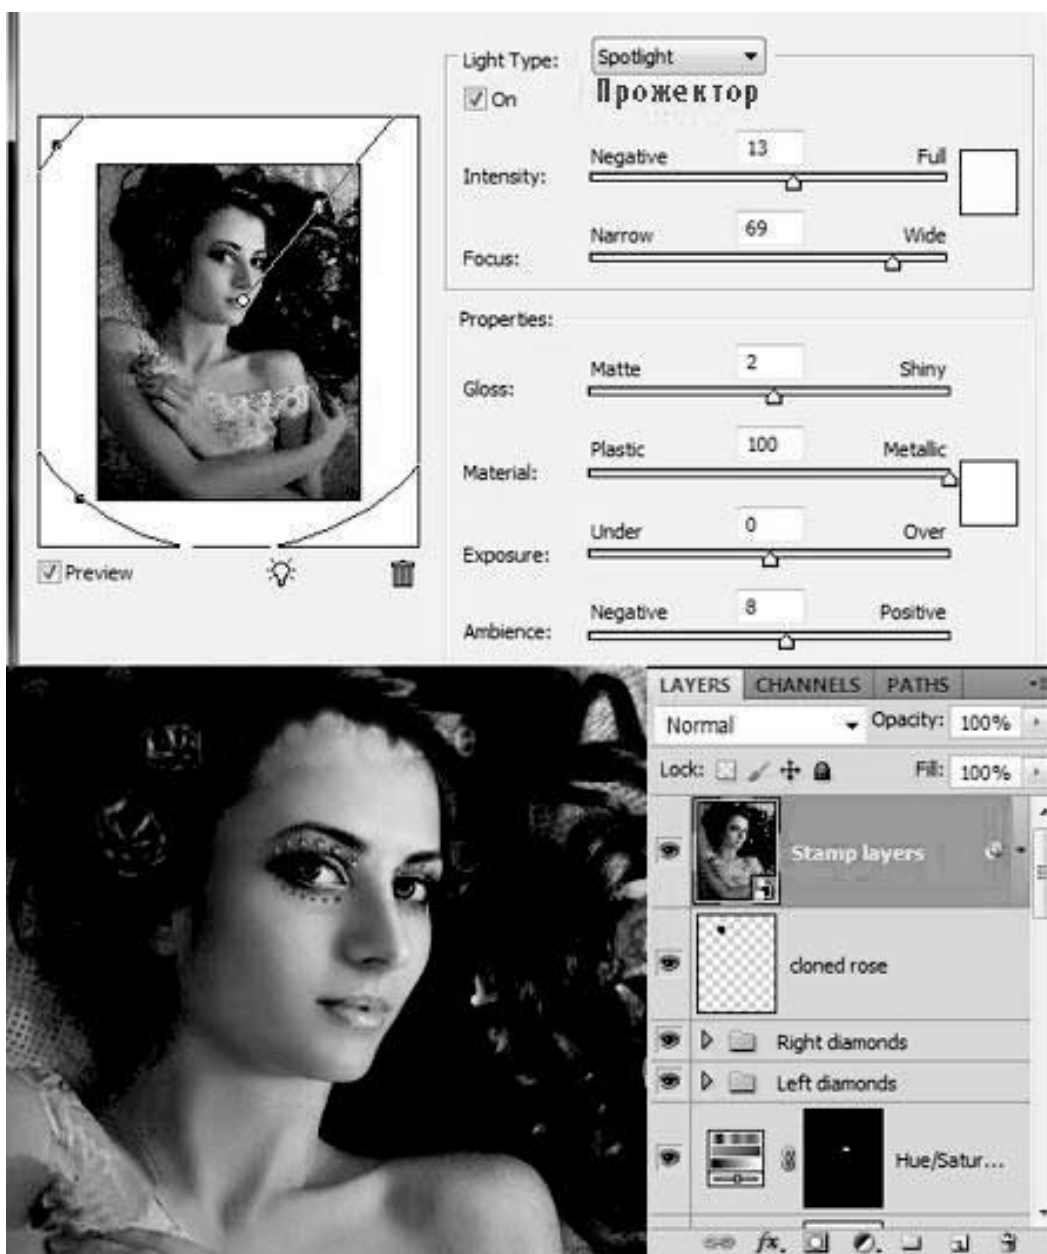 Light Type: Spotlight
On Прожектор
Intensity: Negative 13 Full
Focus: Narrow 69 Wide
Properties:
Gloss: Matte 2 Shiny
Material: Plastic 100 Metallic
Exposure: Under 0 Over
Ambience: Negative 8 Positive
Preview
LAYERS CHANNELS PATHS
Normal Opacity: 100%
Lock: Fill: 100%
Stamp layers
cloned rose
Right diamonds
Left diamonds
Hue/Satur...
fx.